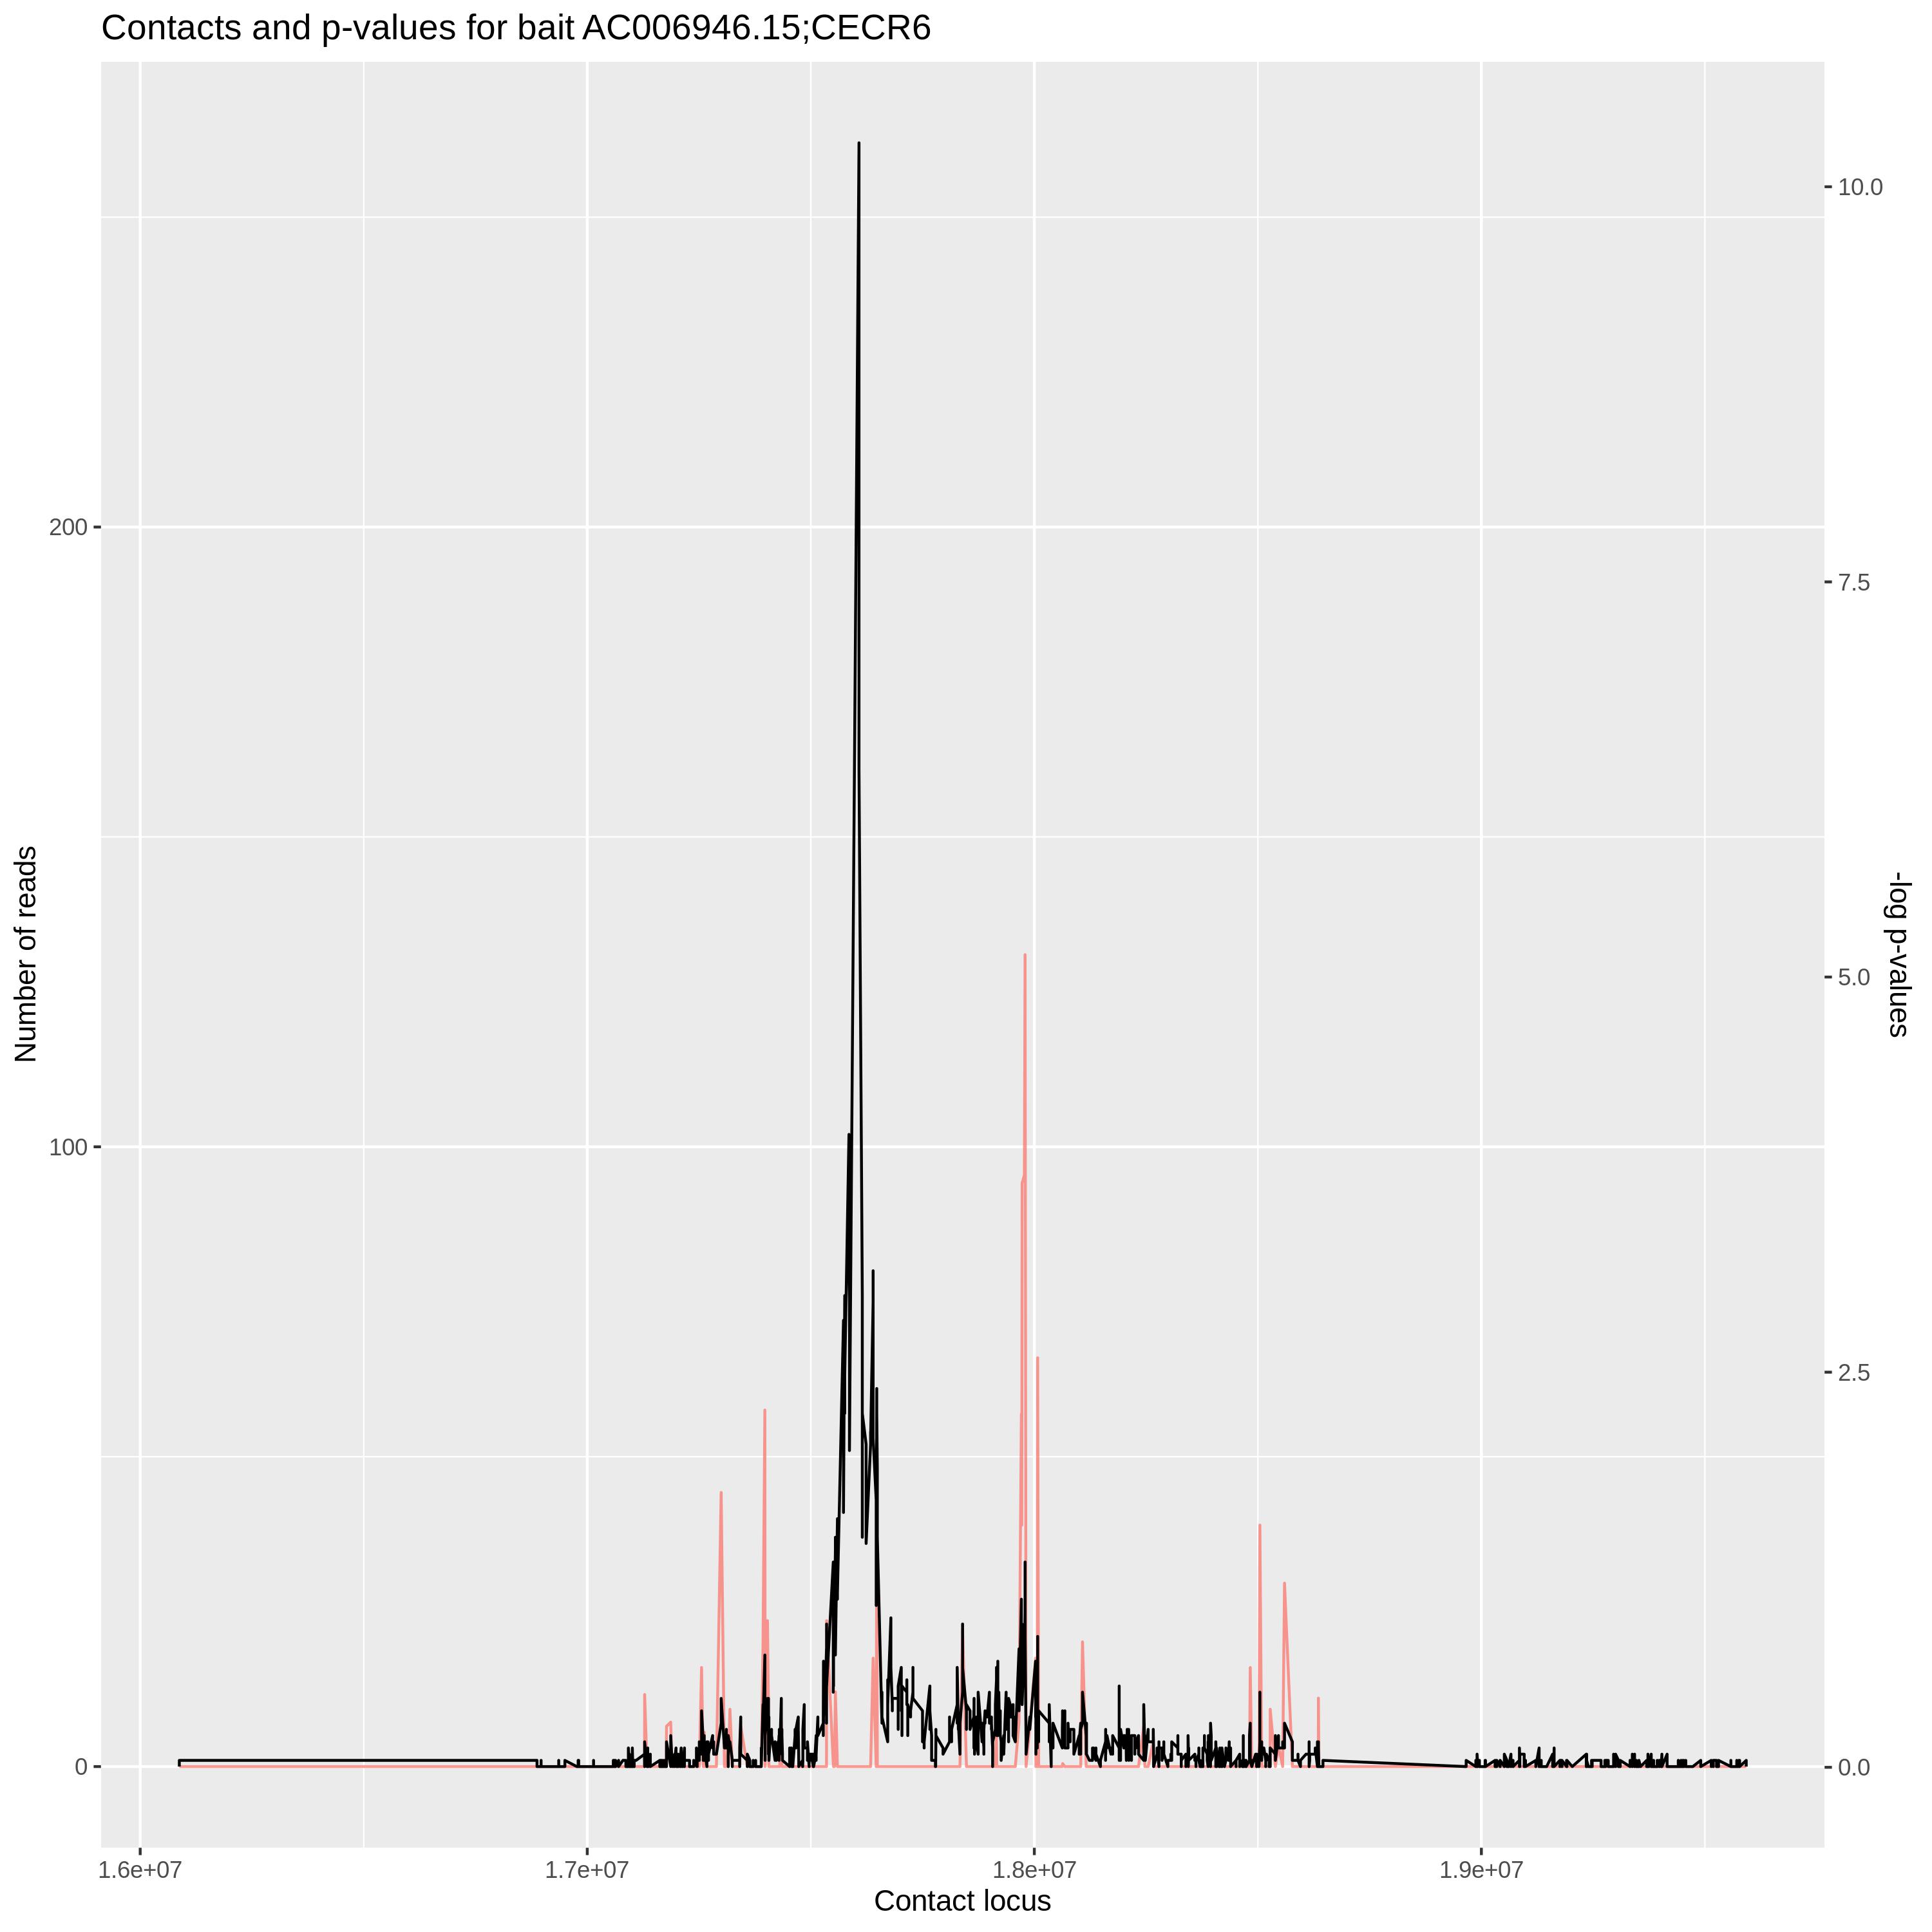 Contacts and p-values for bait AC006946.15;CECR6
Number of reads
200
100
0
10.0
7.5
5.0
2.5
0.0
-log p-values
1.6e+07
1.7e+07
1.8e+07
1.9e+07
Contact locus